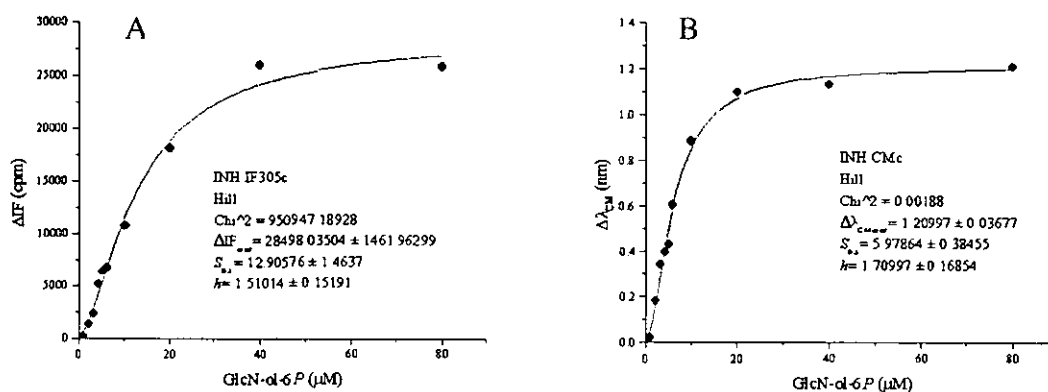 A
30000
25000
20000
15000
12500
7500
5000
2500
0
0 20 40 60 80
ΔIF (cpm)
GlcN-ol-6P (μM)
INH IF305c
Hill
Chi^2 = 950947 18928
ΔIF = 28498 03504 ± 1461 96299
S = 12.90576 ± 1 4637
h = 1 51014 ± 0 15191
B
1.4
1.2
1.0
0.8
0.6
0.4
0.2
0.0
0 20 40 60 80
ΔλCM (nm)
GlcN-ol-6P (μM)
INH CMc
Hill
Chi^2 = 0 00188
Δλ = 1 20997 ± 0 03677
S = 5 97864 ± 0 38455
h = 1 70997 ± 0 16854